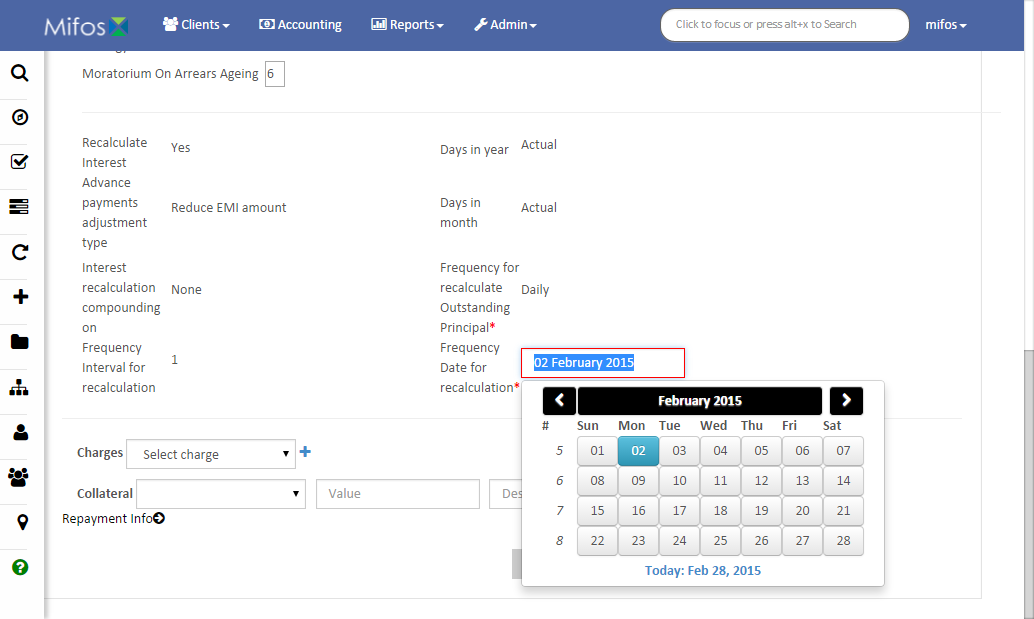 Mifos Clients Accounting Reports Admin Click to focus or press alt+x to Search mifos
Moratorium On Arrears Ageing 6
Recalculate
Interest
Yes
Days in year
Actual
Advance
payments
adjustment
type
Reduce EMI amount
Days in
month
Actual
Interest
recalculation
compounding
on
None
Frequency for
recalculate
Outstanding
Principal*
Daily
Frequency
Interval for
recalculation
1
Frequency
Date for
recalculation*
02 February 2015
February 2015
# Sun Mon Tue Wed Thu Fri Sat
5 01 02 03 04 05 06 07
6 08 09 10 11 12 13 14
7 15 16 17 18 19 20 21
8 22 23 24 25 26 27 28
Today: Feb 28, 2015
Charges Select charge
Collateral Value Des
Repayment Info